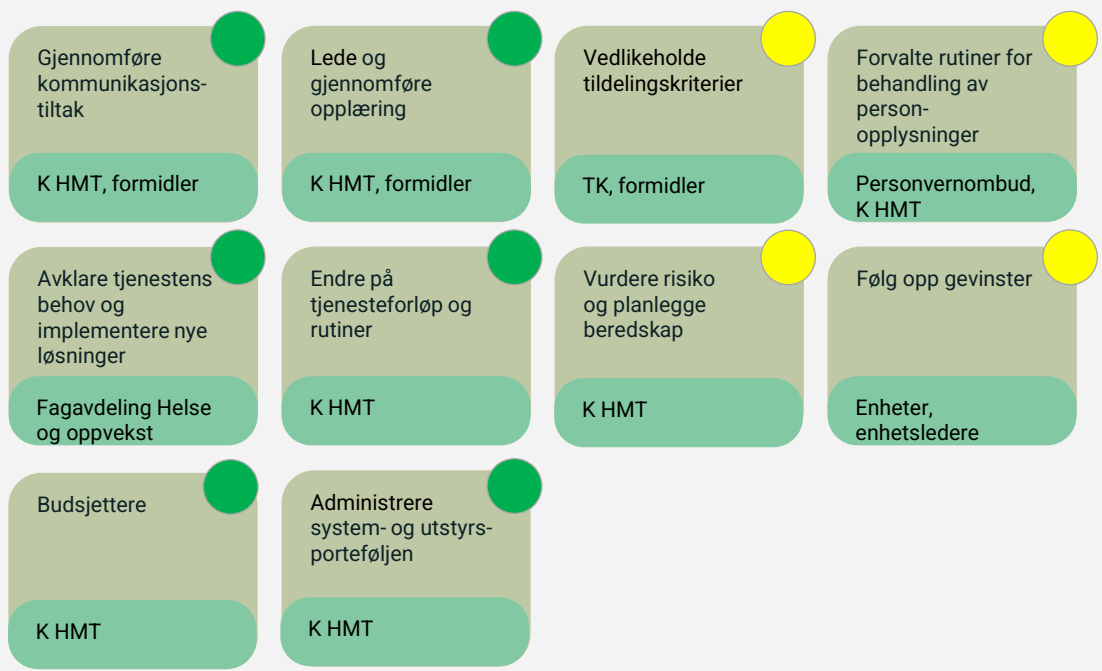 Gjennomføre
kommunikasjons-
tiltak
K HMT, formidler
Lede og
gjennomføre
opplæring
K HMT, formidler
Vedlikeholde
tildelingskriterier
TK, formidler
Forvalte rutiner for
behandling av
person-
opplysninger
Personvernombud,
K HMT
Avklare tjenestens
behov og
implementere nye
løsninger
Fagavdeling Helse
og oppvekst
Endre på
tjenesteforløp og
rutiner
K HMT
Vurdere risiko
og planlegge
beredskap
K HMT
Følg opp gevinster
Enheter,
enhetsledere
Budsjettere
K HMT
Administrere
system- og utstyrs-
porteføljen
K HMT